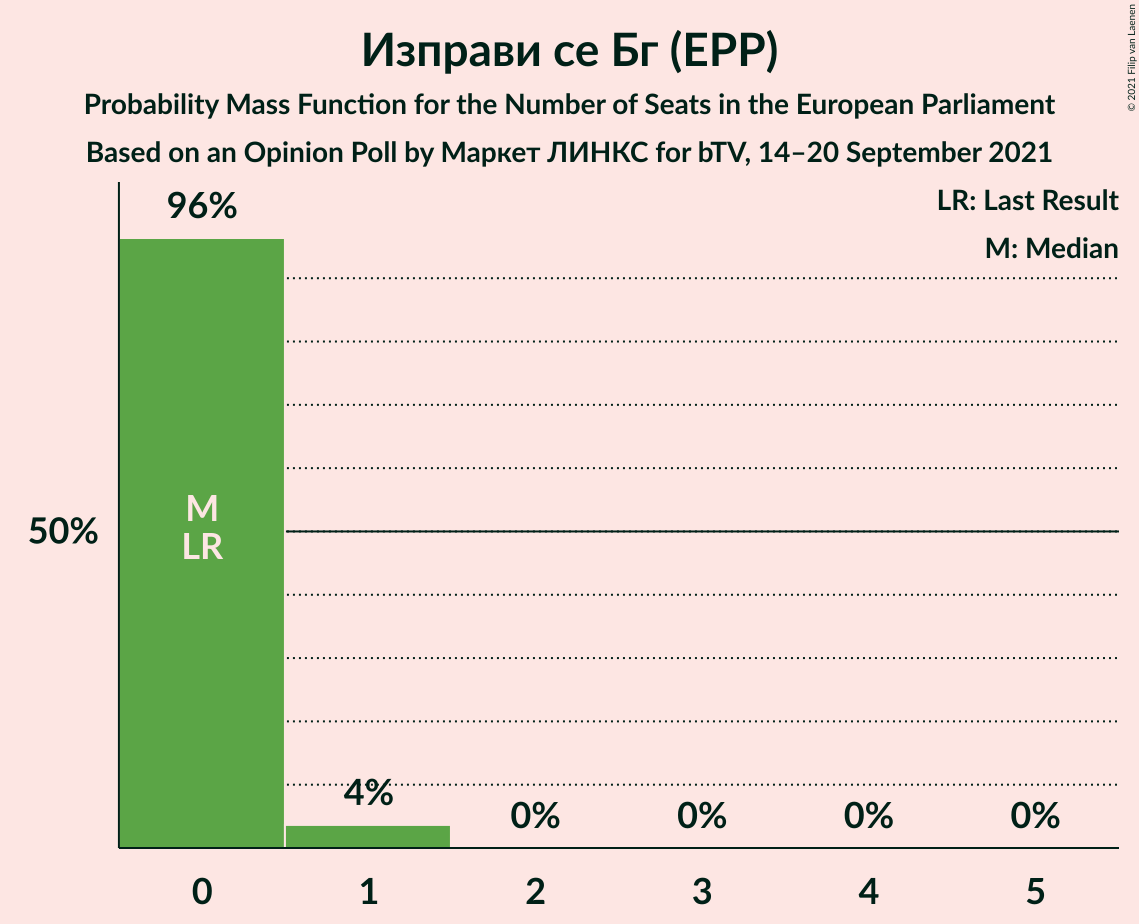 Изправи се Бг (EPP)
Probability Mass Function for the Number of Seats in the European Parliament
Based on an Opinion Poll by Маркет ЛИНКС for bTV, 14–20 September 2021
© 2021 Filip van Laenen
LR: Last Result
M: Median
96%
M
LR
50%
4%
0%
0%
0%
0%
0
1
2
3
4
5